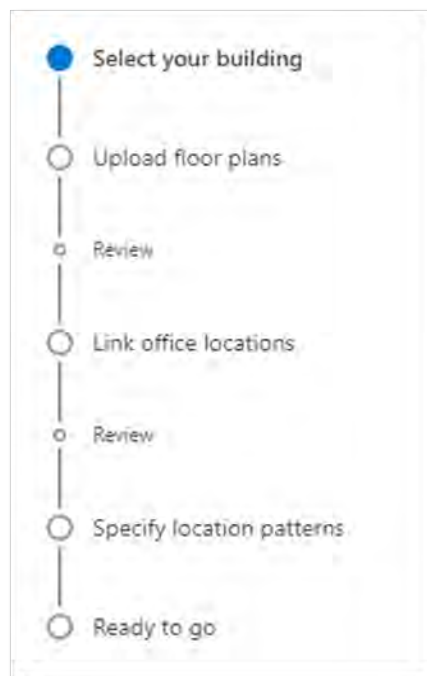 Select your building
Upload floor plans
Review
Link office locations
Review
Specify location patterns
Ready to go